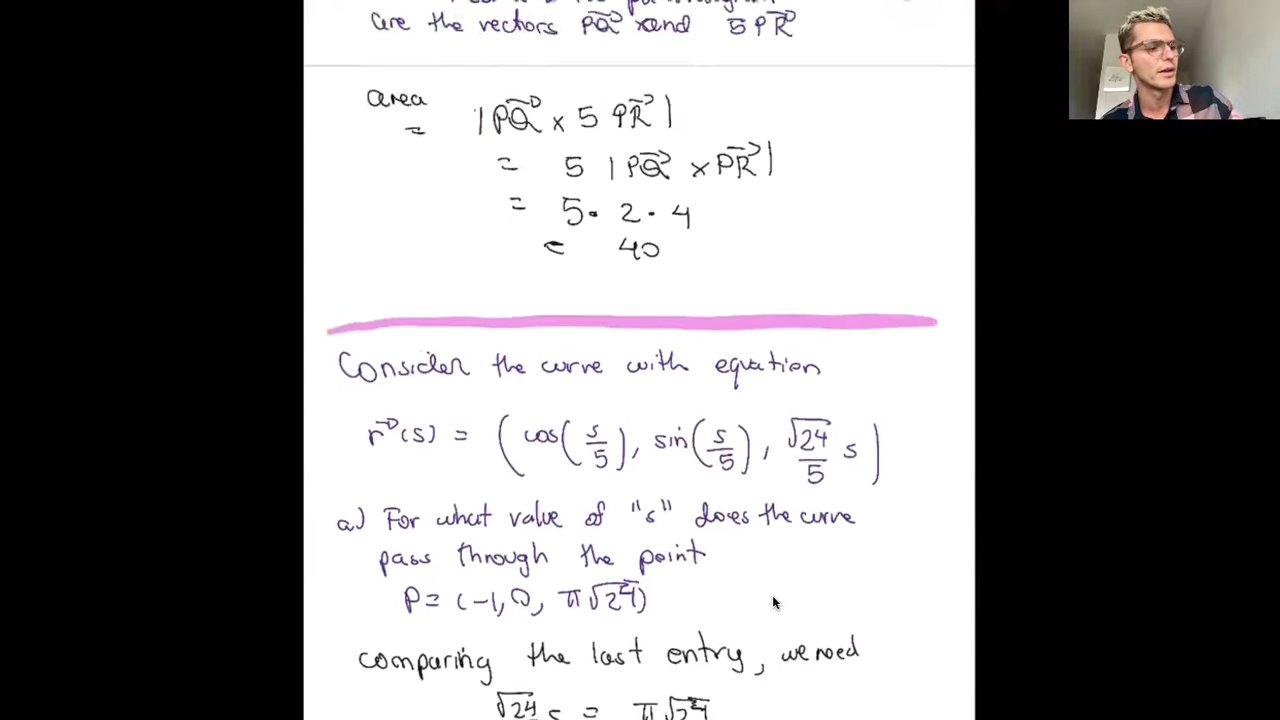 are the vectors PQ and 5PR
area
= |PQ × 5 PR|
= 5 |PQ × PR|
= 5 · 2 · 4
= 40
Consider the curve with equation
r(s) = (cos(s/5), sin(s/5), √24/5 s)
a) For what value of "s" does the curve
pass through the point
P = (-1, 0, π√24)
comparing the last entry, we need
√24 s = π√24